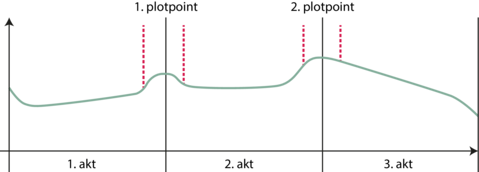 1. plotpoint
2. plotpoint
1. akt
2. akt
3. akt